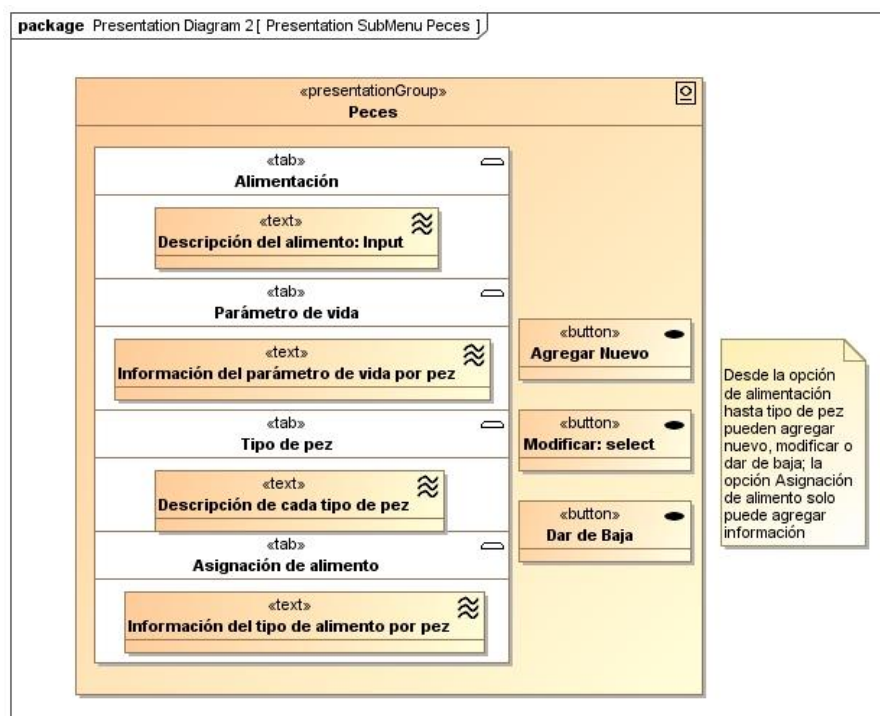 package Presentation Diagram 2[ Presentation SubMenu Peces ]
«presentationGroup»
Peces
«tab»
Alimentación
«text»
Descripción del alimento: Input
«tab»
Parámetro de vida
«text»
Información del parámetro de vida por pez
«tab»
Tipo de pez
«text»
Descripción de cada tipo de pez
«tab»
Asignación de alimento
«text»
Información del tipo de alimento por pez
«button»
Agregar Nuevo
«button»
Modificar: select
«button»
Dar de Baja
Desde la opción
de alimentación
hasta tipo de pez
pueden agregar
nuevo, modificar o
dar de baja; la
opción Asignación
de alimento solo
puede agregar
información